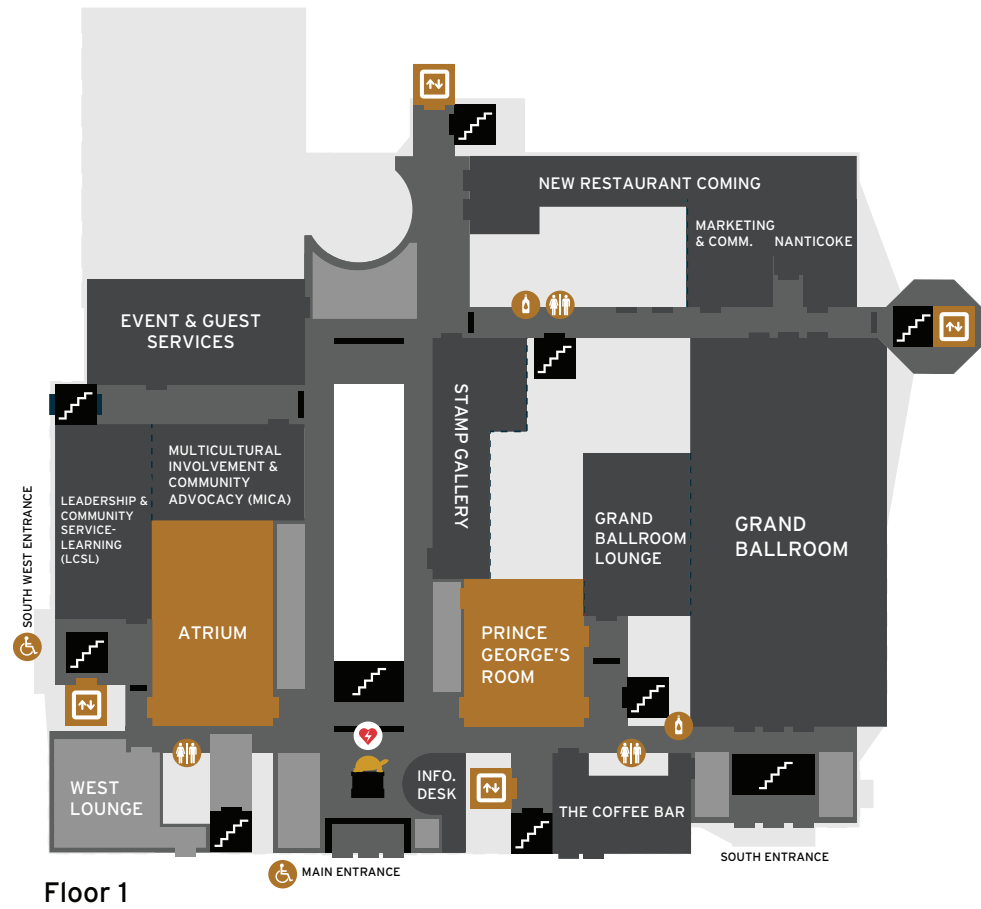 NEW RESTAURANT COMING
MARKETING
& COMM.
NANTICOKE
EVENT & GUEST
SERVICES
STAMP GALLERY
MULTICULTURAL
INVOLVEMENT &
COMMUNITY
ADVOCACY (MICA)
LEADERSHIP &
COMMUNITY
SERVICE-
LEARNING
(LCSL)
SOUTH WEST ENTRANCE
GRAND
BALLROOM
LOUNGE
GRAND
BALLROOM
ATRIUM
PRINCE
GEORGE'S
ROOM
WEST
LOUNGE
INFO.
DESK
THE COFFEE BAR
MAIN ENTRANCE
SOUTH ENTRANCE
Floor 1